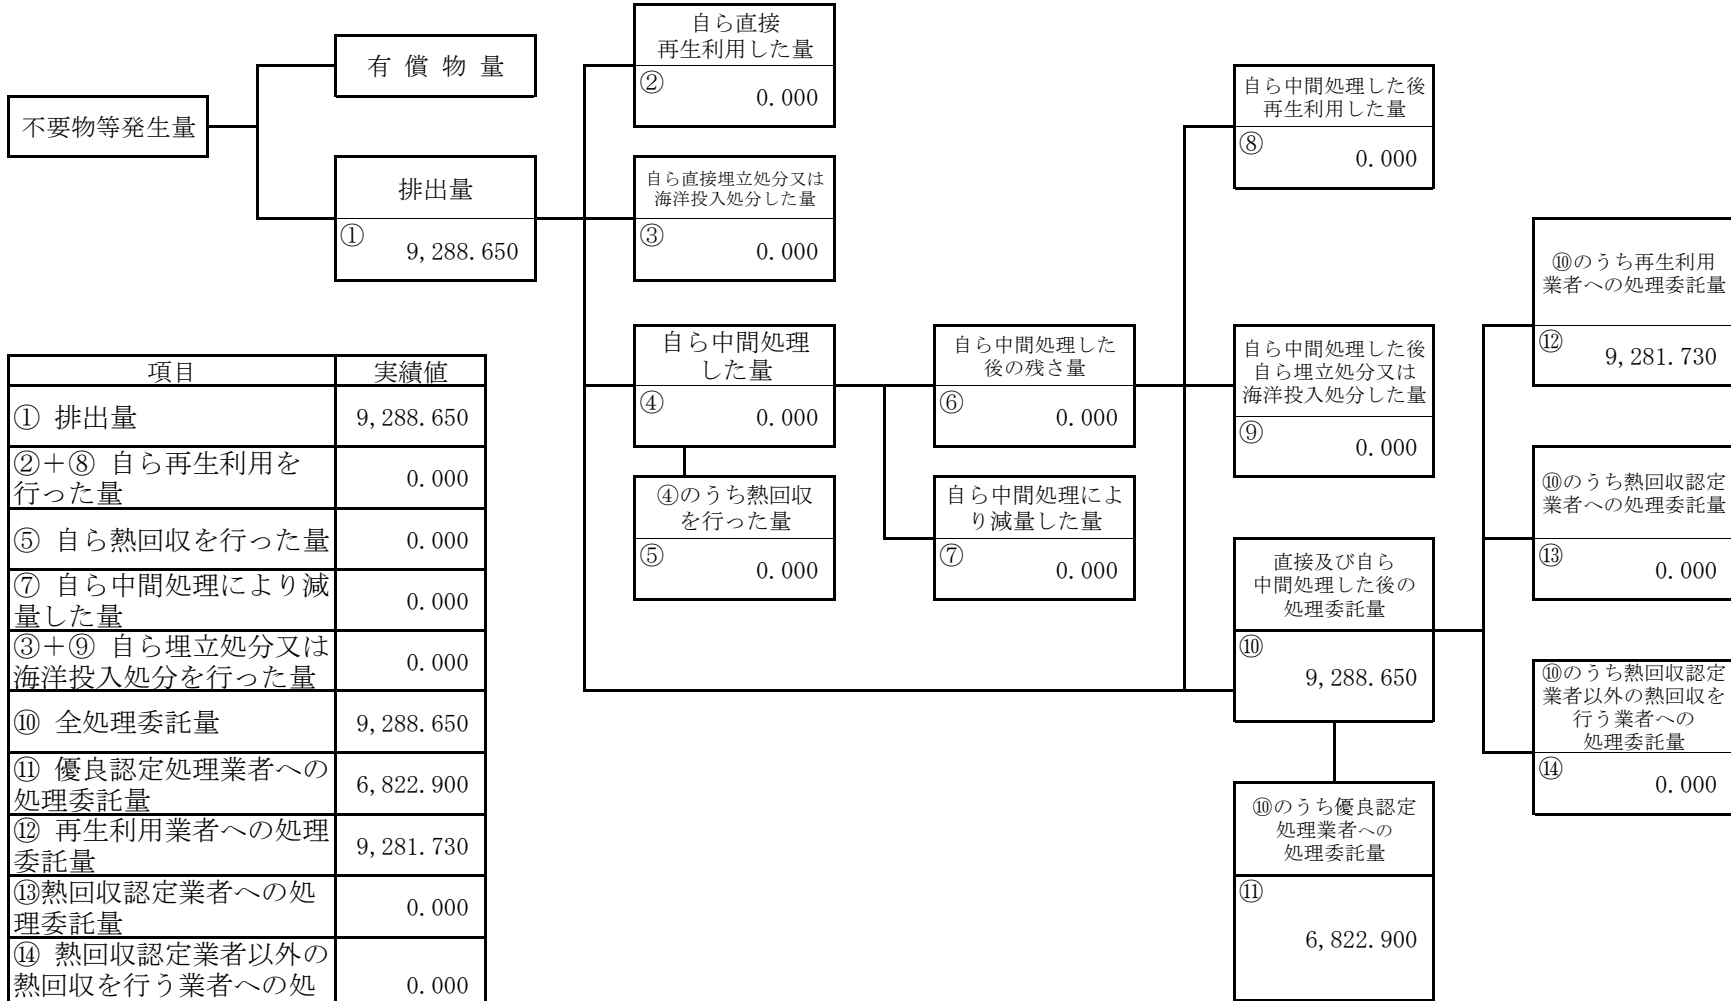 不要物等発生量
有 償 物 量
排出量
①
9,288.650
自ら直接
再生利用した量
②
0.000
自ら直接埋立処分又は
海洋投入処分した量
③
0.000
自ら中間処理
した量
④
0.000
④のうち熱回収
を行った量
⑤
0.000
自ら中間処理した
後の残さ量
⑥
0.000
自ら中間処理によ
り減量した量
⑦
0.000
自ら中間処理した後
再生利用した量
⑧
0.000
自ら中間処理した後
自ら埋立処分又は
海洋投入処分した量
⑨
0.000
直接及び自ら
中間処理した後の
処理委託量
⑩
9,288.650
⑩のうち優良認定
処理業者への
処理委託量
⑪
6,822.900
⑩のうち再生利用
業者への処理委託量
⑫
9,281.730
⑩のうち熱回収認定
業者への処理委託量
⑬
0.000
⑩のうち熱回収認定
業者以外の熱回収を
行う業者への
処理委託量
⑭
0.000
項目 実績値
① 排出量 9,288.650
②＋⑧ 自ら再生利用を
行った量 0.000
⑤ 自ら熱回収を行った量 0.000
⑦ 自ら中間処理により減
量した量 0.000
③＋⑨ 自ら埋立処分又は
海洋投入処分を行った量 0.000
⑩ 全処理委託量 9,288.650
⑪ 優良認定処理業者への
処理委託量 6,822.900
⑫ 再生利用業者への処理
委託量 9,281.730
⑬熱回収認定業者への処
理委託量 0.000
⑭ 熱回収認定業者以外の
熱回収を行う業者への処 0.000